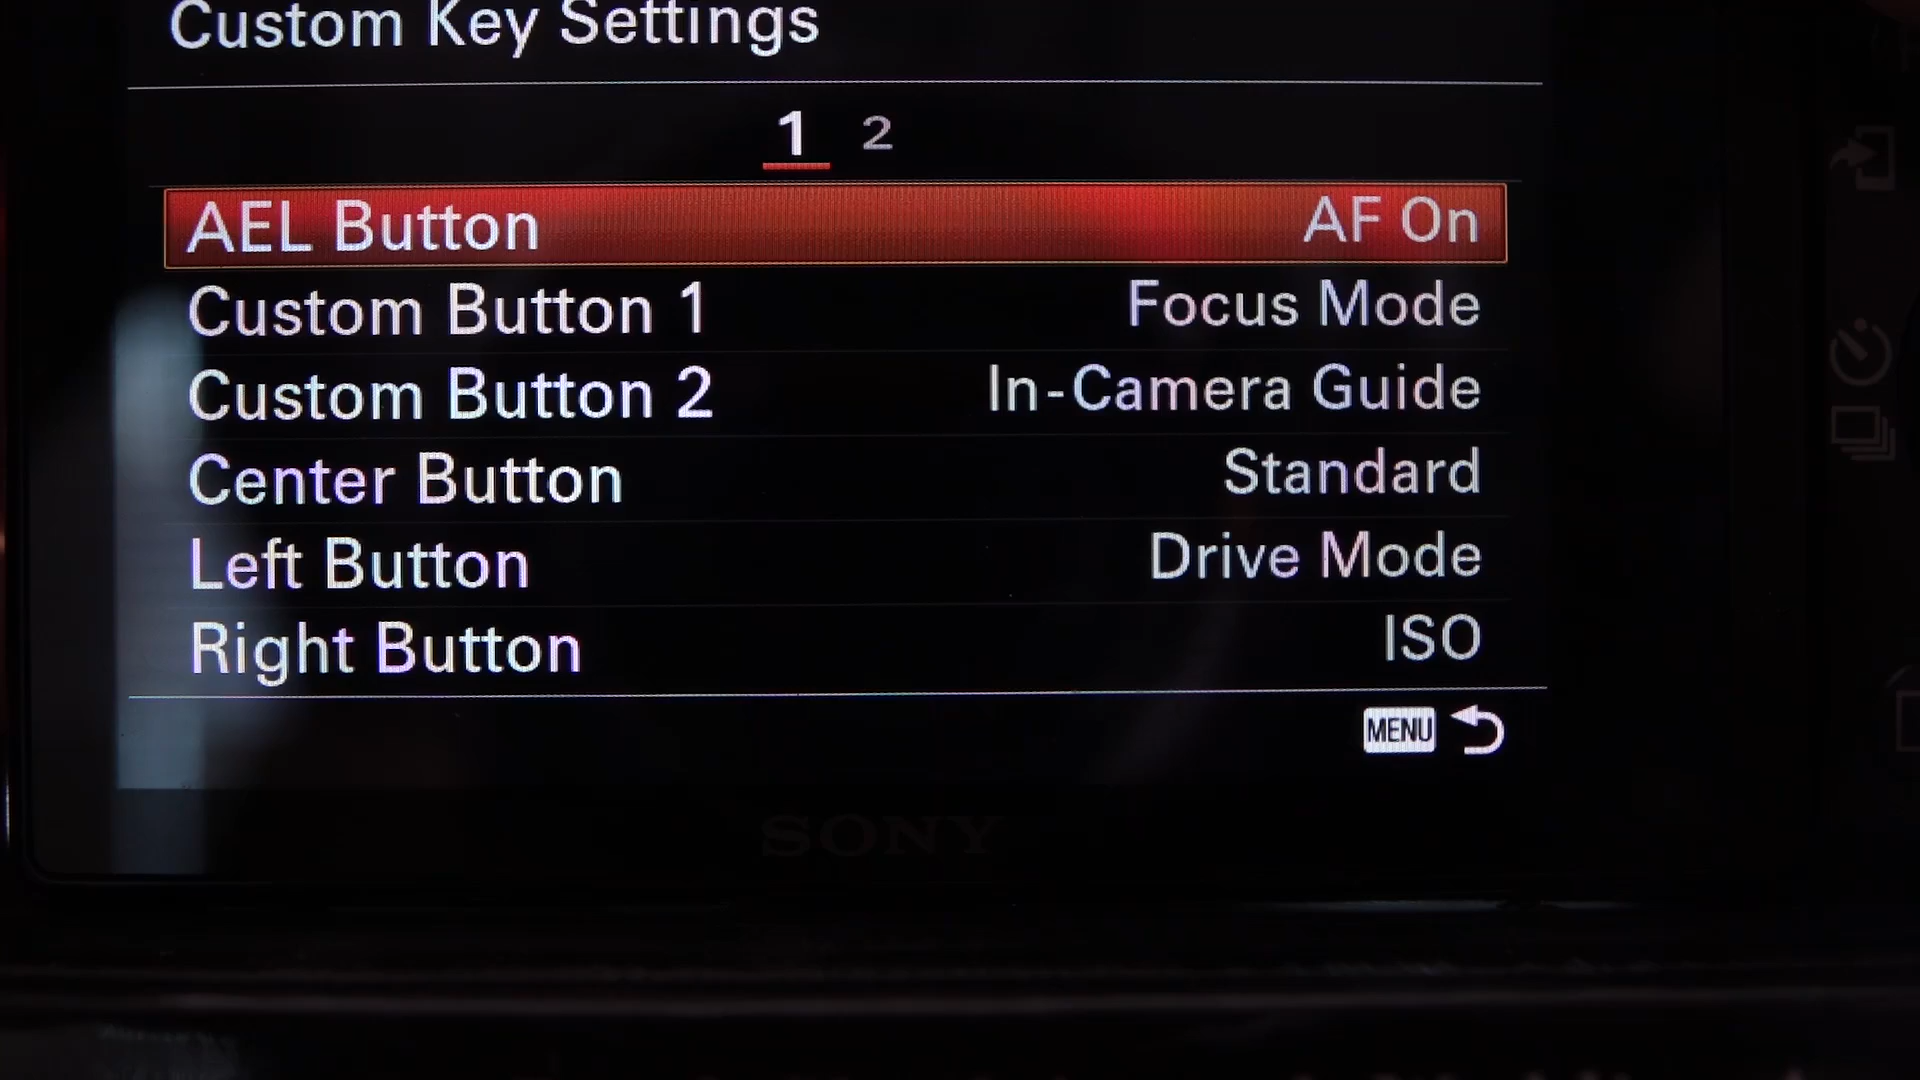 Custom Key Settings
1 2
AEL Button AF On
Custom Button 1 Focus Mode
Custom Button 2 In-Camera Guide
Center Button Standard
Left Button Drive Mode
Right Button ISO
MENU
SONY